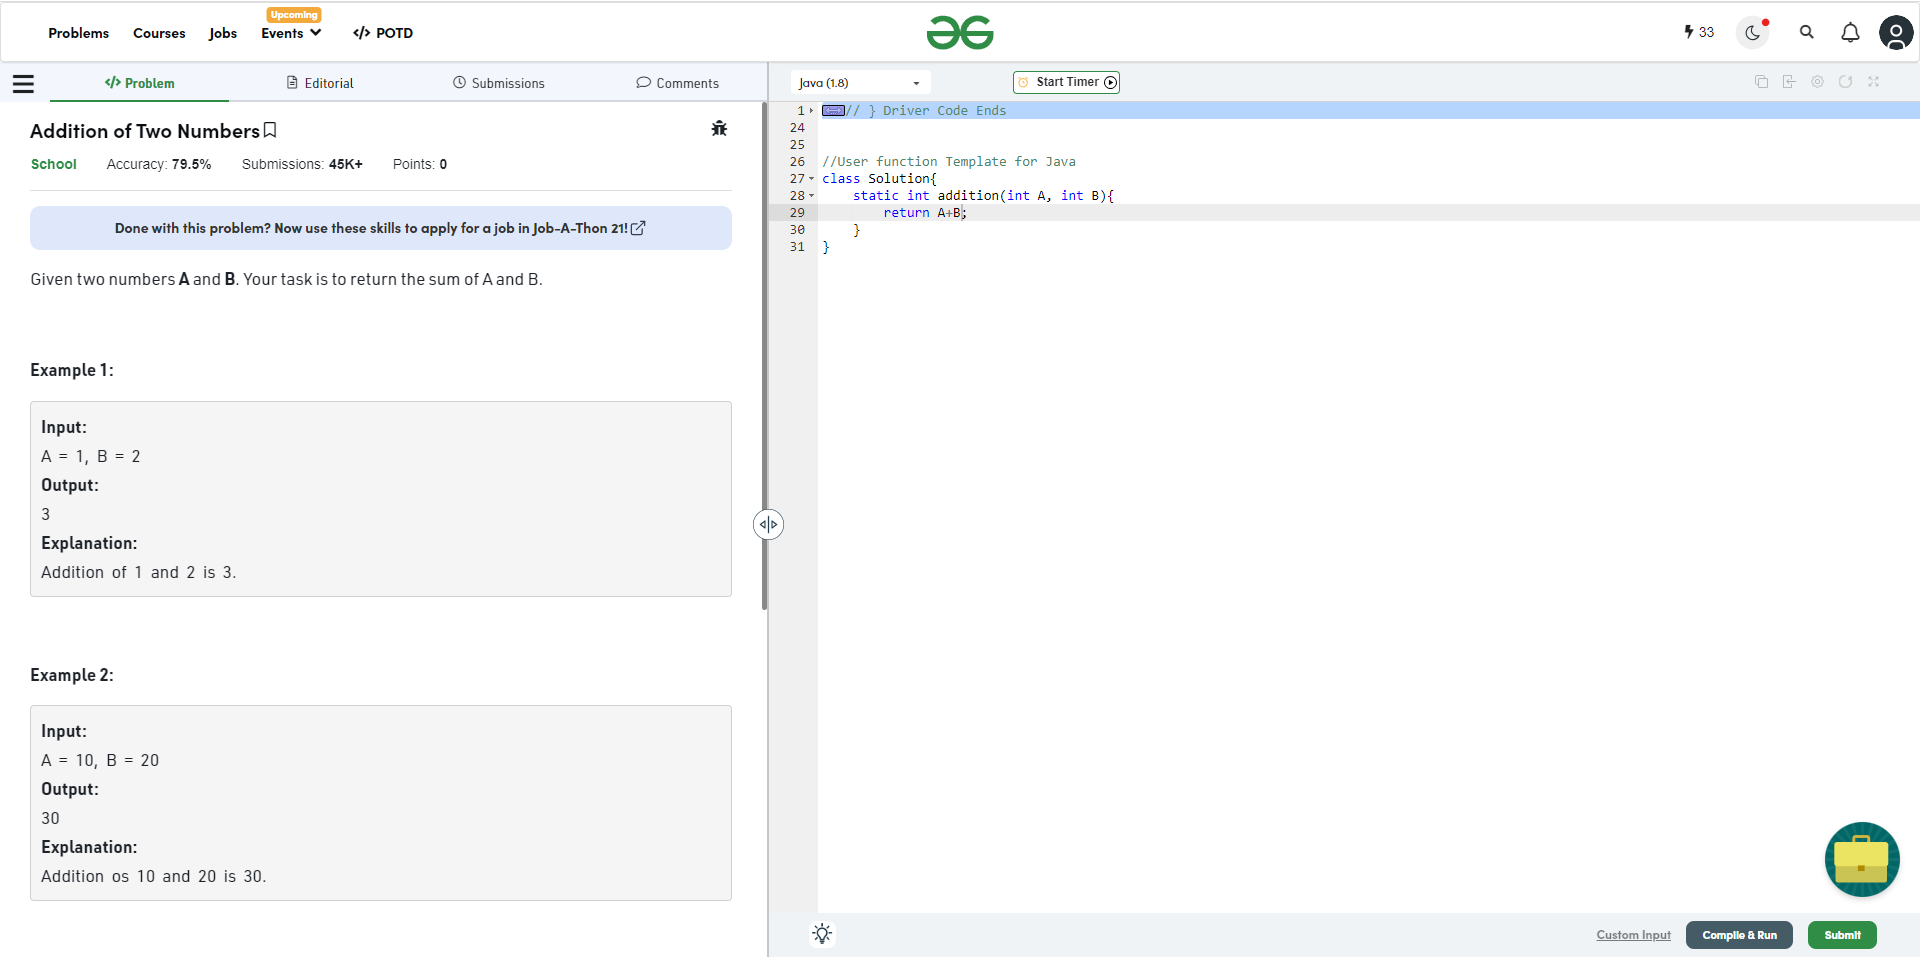 Upcoming
Problems Courses Jobs Events </> POTD
33
</> Problem Editorial Submissions Comments
Java (1.8) Start Timer
Addition of Two Numbers
School Accuracy: 79.5% Submissions: 45K+ Points: 0
Done with this problem? Now use these skills to apply for a job in Job-A-Thon 21!
Given two numbers A and B. Your task is to return the sum of A and B.
Example 1:
Input:
A = 1, B = 2
Output:
3
Explanation:
Addition of 1 and 2 is 3.
Example 2:
Input:
A = 10, B = 20
Output:
30
Explanation:
Addition os 10 and 20 is 30.
1 // } Driver Code Ends
24
25
26 //User function Template for Java
27 class Solution{
28 static int addition(int A, int B){
29 return A+B;
30 }
31 }
Custom Input Compile & Run Submit